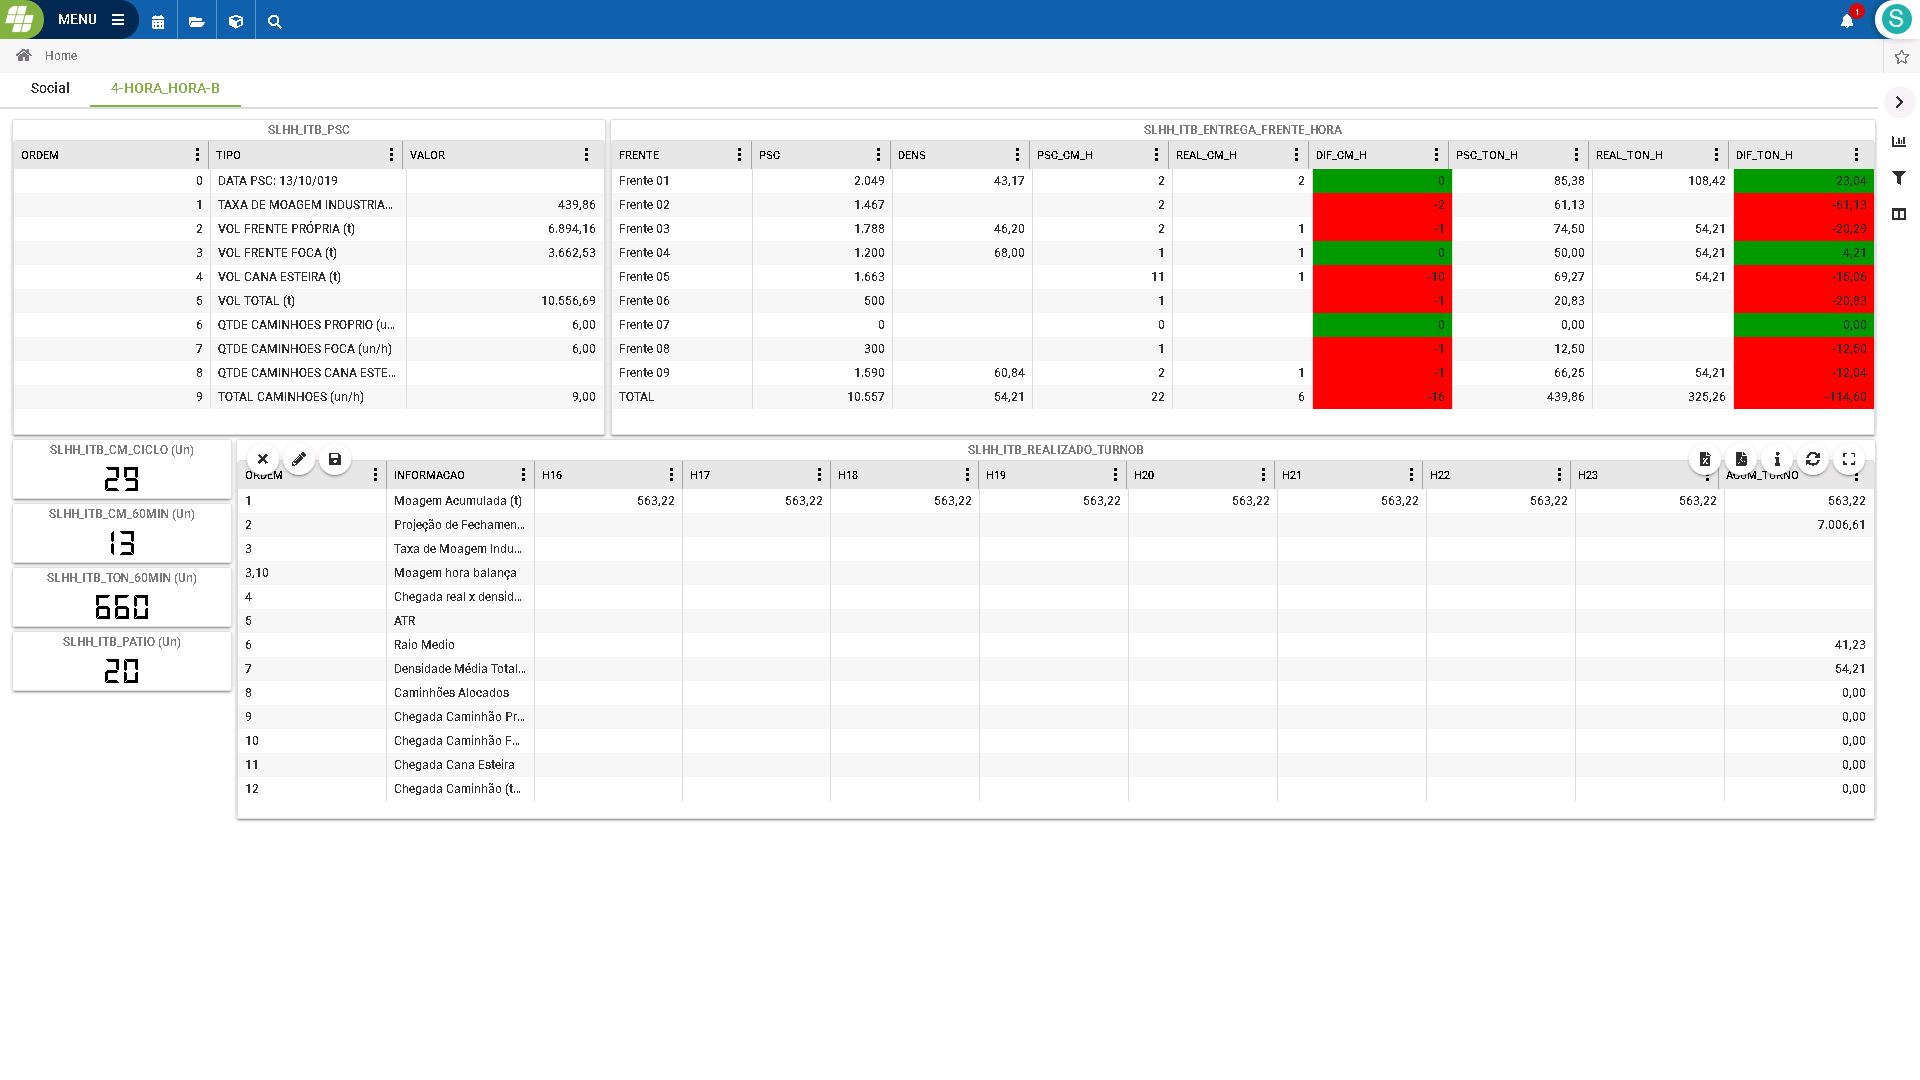 MENU
1
S
Home
Social
4-HORA_HORA-B
SLHH_ITB_PSC
ORDEM TIPO VALOR
0 DATA PSC: 13/10/019
1 TAXA DE MOAGEM INDUSTRIA... 439,86
2 VOL FRENTE PRÓPRIA (t) 6.894,16
3 VOL FRENTE FOCA (t) 3.662,53
4 VOL CANA ESTEIRA (t)
5 VOL TOTAL (t) 10.556,69
6 QTDE CAMINHOES PROPRIO (u... 6,00
7 QTDE CAMINHOES FOCA (un/h) 6,00
8 QTDE CAMINHOES CANA ESTE...
9 TOTAL CAMINHOES (un/h) 9,00
SLHH_ITB_ENTREGA_FRENTE_HORA
FRENTE PSC DENS PSC_CM_H REAL_CM_H DIF_CM_H PSC_TON_H REAL_TON_H DIF_TON_H
Frente 01 2.049 43,17 2 2 0 85,38 108,42 23,04
Frente 02 1.467 2 -2 61,13 -61,13
Frente 03 1.788 46,20 2 1 -1 74,50 54,21 -20,29
Frente 04 1.200 68,00 1 1 0 50,00 54,21 4,21
Frente 05 1.663 11 1 -10 69,27 54,21 -15,06
Frente 06 500 1 -1 20,83 -20,83
Frente 07 0 0 0 0,00 0,00
Frente 08 300 1 -1 12,50 -12,50
Frente 09 1.590 60,84 2 1 -1 66,25 54,21 -12,04
TOTAL 10.557 54,21 22 6 -16 439,86 325,26 -114,60
SLHH_ITB_CM_CICLO (Un)
29
SLHH_ITB_CM_60MIN (Un)
13
SLHH_ITB_TON_60MIN (Un)
660
SLHH_ITB_PATIO (Un)
20
SLHH_ITB_REALIZADO_TURNOB
ORDEM INFORMACAO H16 H17 H18 H19 H20 H21 H22 H23 ACUM_TURNO
1 Moagem Acumulada (t) 563,22 563,22 563,22 563,22 563,22 563,22 563,22 563,22 563,22
2 Projeção de Fechamen... 7.006,61
3 Taxa de Moagem Indu...
3,10 Moagem hora balança
4 Chegada real x densid...
5 ATR
6 Raio Medio 41,23
7 Densidade Média Total... 54,21
8 Caminhões Alocados 0,00
9 Chegada Caminhão Pr... 0,00
10 Chegada Caminhão F... 0,00
11 Chegada Cana Esteira 0,00
12 Chegada Caminhão (t... 0,00